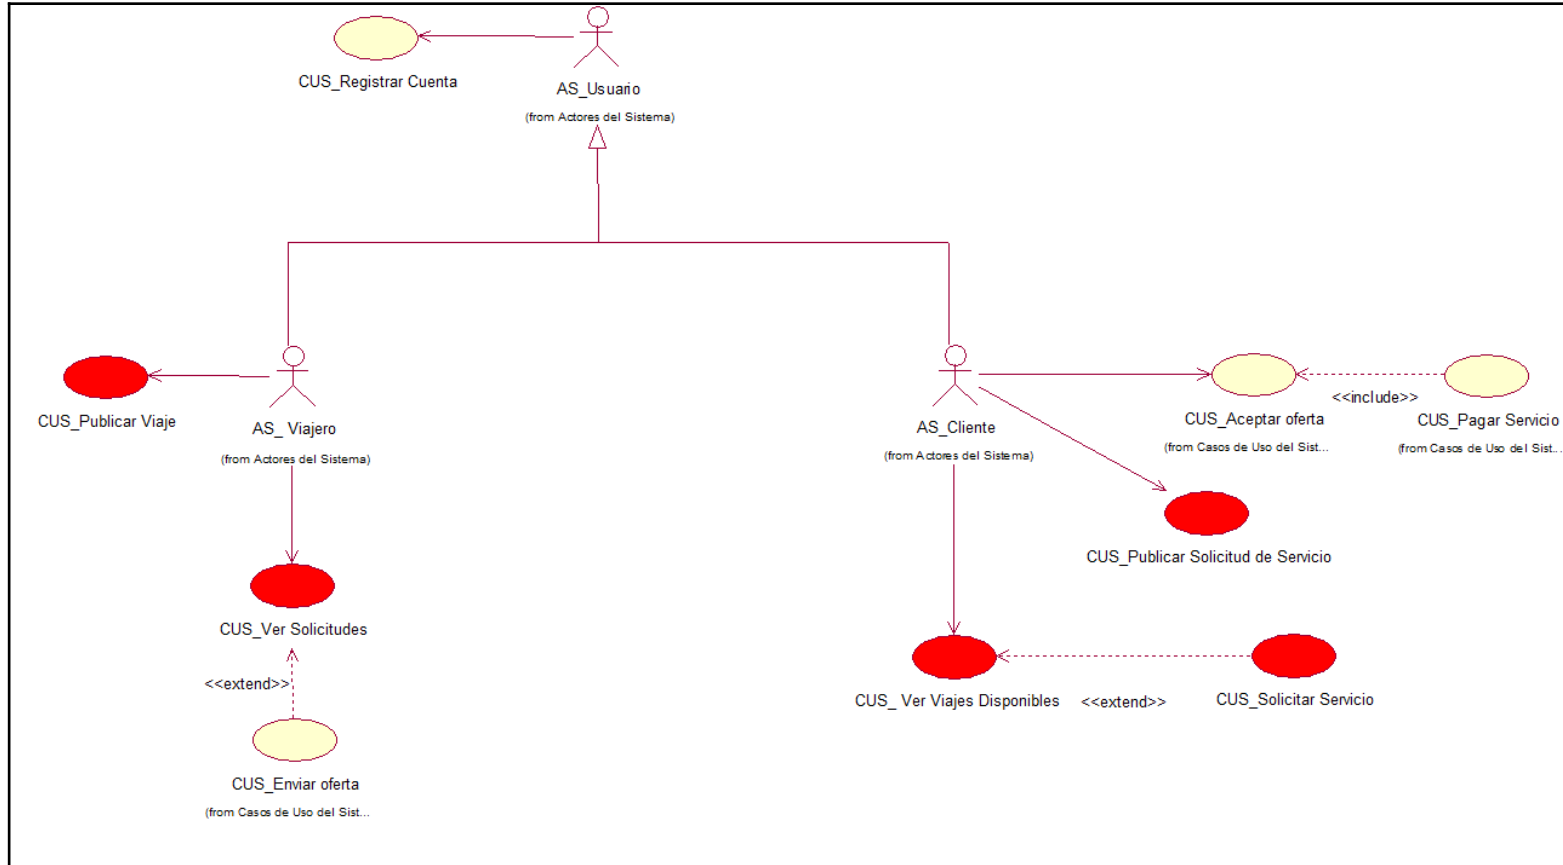 CUS_Registrar Cuenta
AS_Usuario
(from Actores del Sistema)
CUS_Publicar Viaje
AS_ Viajero
(from Actores del Sistema)
AS_Cliente
(from Actores del Sistema)
CUS_Aceptar oferta
(from Casos de Uso del Sist...
<<include>>
CUS_Pagar Servicio
(from Casos de Uso del Sist...
CUS_Publicar Solicitud de Servicio
CUS_Ver Solicitudes
<<extend>>
CUS_Enviar oferta
(from Casos de Uso del Sist...
CUS_ Ver Viajes Disponibles
<<extend>>
CUS_Solicitar Servicio